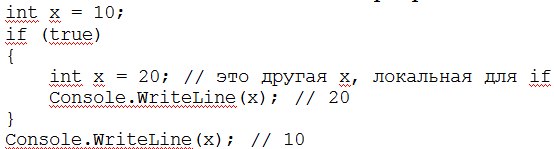 int x = 10;
if (true)
{
    int x = 20; // это другая x, локальная для if
    Console.WriteLine(x); // 20
}
Console.WriteLine(x); // 10